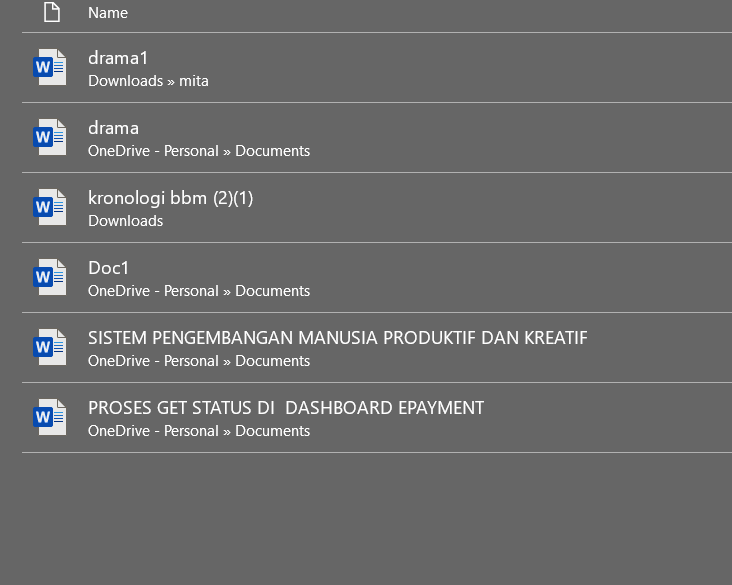 Name
drama1
Downloads » mita
drama
OneDrive - Personal » Documents
kronologi bbm (2)(1)
Downloads
Doc1
OneDrive - Personal » Documents
SISTEM PENGEMBANGAN MANUSIA PRODUKTIF DAN KREATIF
OneDrive - Personal » Documents
PROSES GET STATUS DI  DASHBOARD EPAYMENT
OneDrive - Personal » Documents